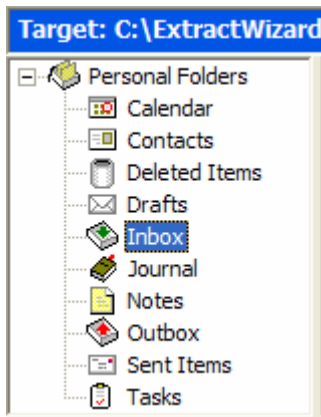 Target: C:\ExtractWizard
Personal Folders
Calendar
Contacts
Deleted Items
Drafts
Inbox
Journal
Notes
Outbox
Sent Items
Tasks